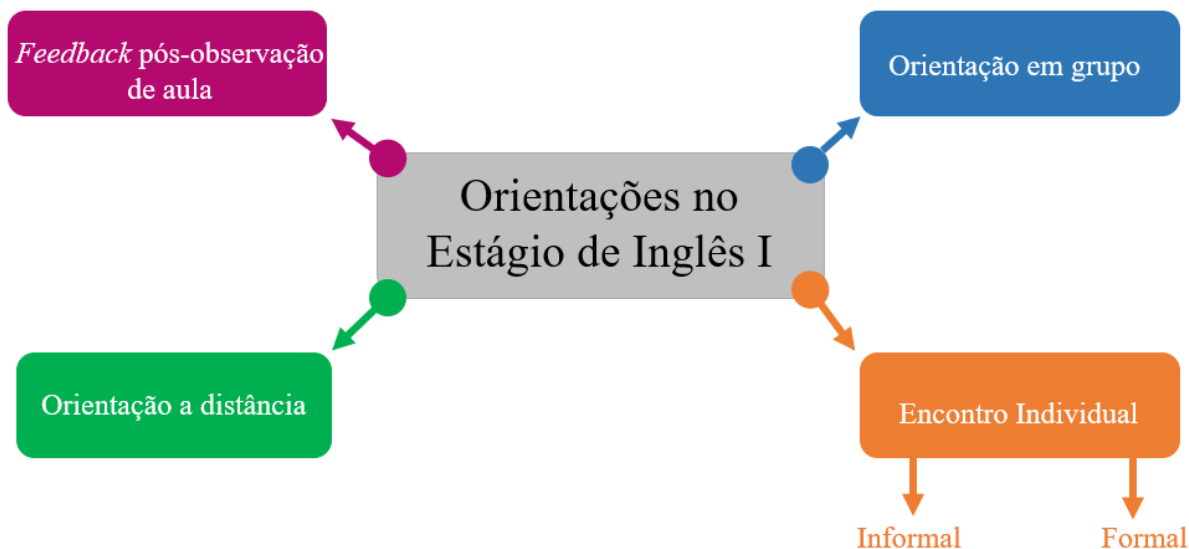 Feedback pós-observação
de aula
Orientação em grupo
Orientações no
Estágio de Inglês I
Orientação a distância
Encontro Individual
Informal
Formal